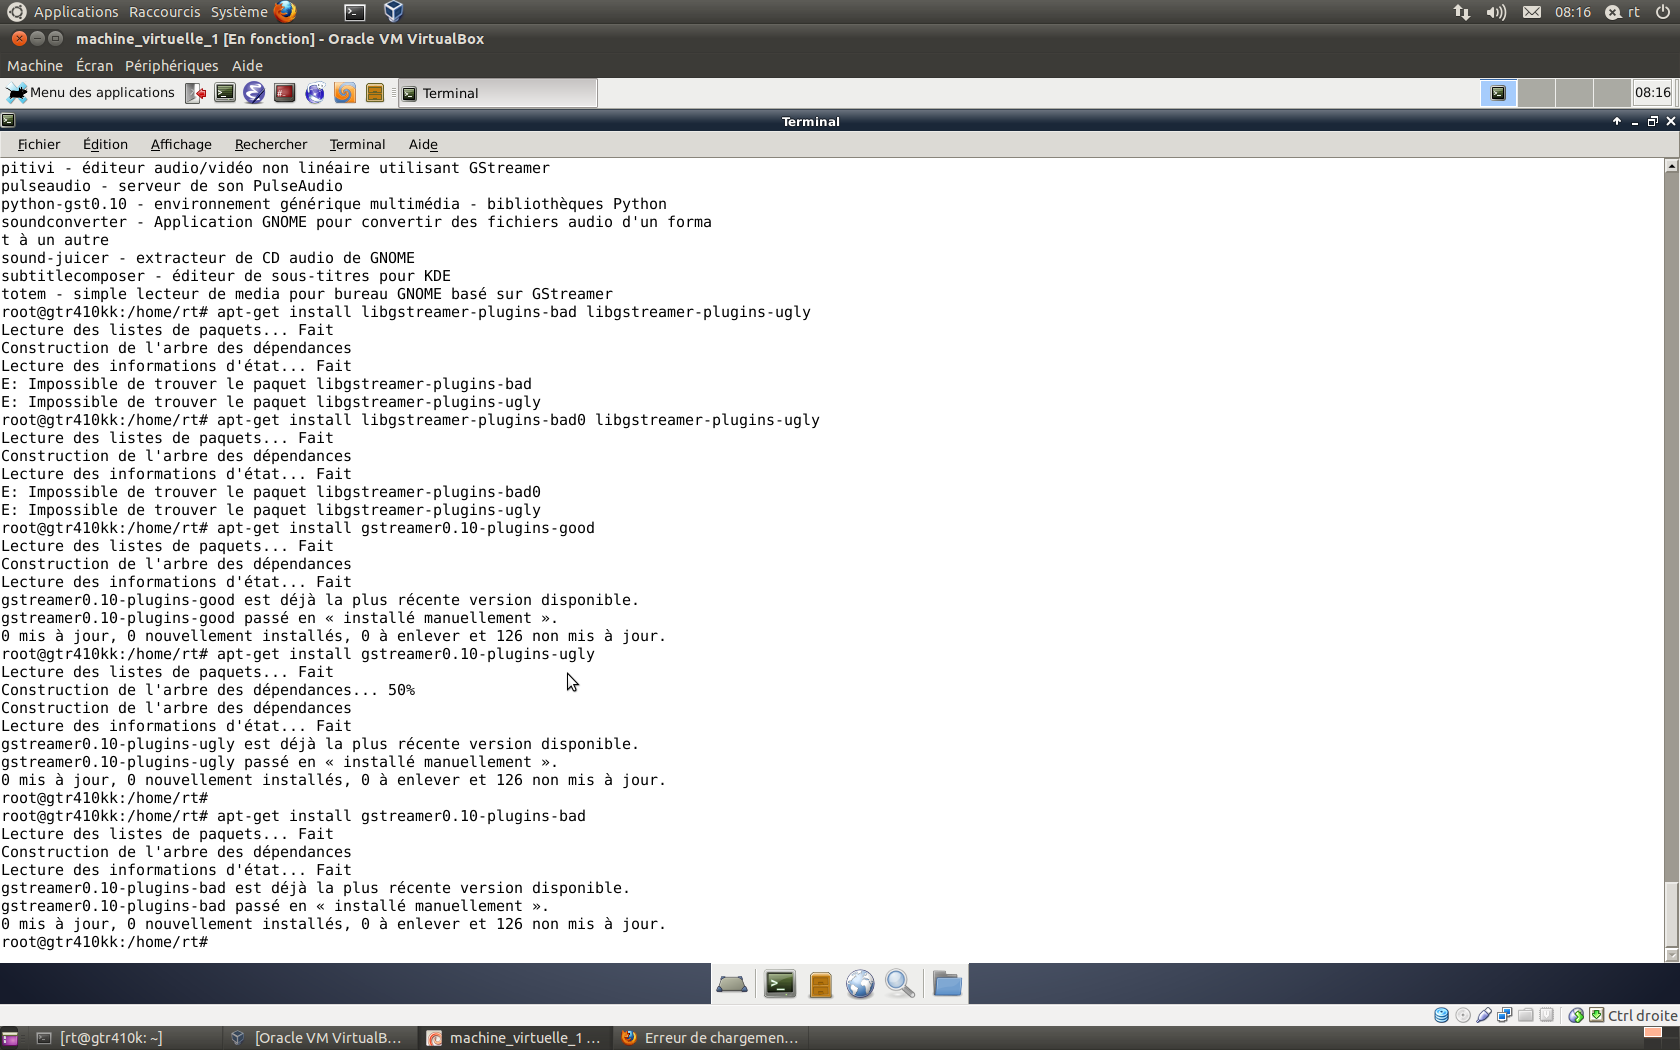 Applications Raccourcis Système 08:16 rt
machine_virtuelle_1 [En fonction] - Oracle VM VirtualBox
Machine Écran Périphériques Aide
Menu des applications Terminal 08:16
Terminal
Fichier Édition Affichage Rechercher Terminal Aide
pitivi - éditeur audio/vidéo non linéaire utilisant GStreamer
pulseaudio - serveur de son PulseAudio
python-gst0.10 - environnement générique multimédia - bibliothèques Python
soundconverter - Application GNOME pour convertir des fichiers audio d'un forma
t à un autre
sound-juicer - extracteur de CD audio de GNOME
subtitlecomposer - éditeur de sous-titres pour KDE
totem - simple lecteur de media pour bureau GNOME basé sur GStreamer
root@gtr410kk:/home/rt# apt-get install libgstreamer-plugins-bad libgstreamer-plugins-ugly
Lecture des listes de paquets... Fait
Construction de l'arbre des dépendances
Lecture des informations d'état... Fait
E: Impossible de trouver le paquet libgstreamer-plugins-bad
E: Impossible de trouver le paquet libgstreamer-plugins-ugly
root@gtr410kk:/home/rt# apt-get install libgstreamer-plugins-bad0 libgstreamer-plugins-ugly
Lecture des listes de paquets... Fait
Construction de l'arbre des dépendances
Lecture des informations d'état... Fait
E: Impossible de trouver le paquet libgstreamer-plugins-bad0
E: Impossible de trouver le paquet libgstreamer-plugins-ugly
root@gtr410kk:/home/rt# apt-get install gstreamer0.10-plugins-good
Lecture des listes de paquets... Fait
Construction de l'arbre des dépendances
Lecture des informations d'état... Fait
gstreamer0.10-plugins-good est déjà la plus récente version disponible.
gstreamer0.10-plugins-good passé en « installé manuellement ».
0 mis à jour, 0 nouvellement installés, 0 à enlever et 126 non mis à jour.
root@gtr410kk:/home/rt# apt-get install gstreamer0.10-plugins-ugly
Lecture des listes de paquets... Fait
Construction de l'arbre des dépendances... 50%
Construction de l'arbre des dépendances
Lecture des informations d'état... Fait
gstreamer0.10-plugins-ugly est déjà la plus récente version disponible.
gstreamer0.10-plugins-ugly passé en « installé manuellement ».
0 mis à jour, 0 nouvellement installés, 0 à enlever et 126 non mis à jour.
root@gtr410kk:/home/rt#
root@gtr410kk:/home/rt# apt-get install gstreamer0.10-plugins-bad
Lecture des listes de paquets... Fait
Construction de l'arbre des dépendances
Lecture des informations d'état... Fait
gstreamer0.10-plugins-bad est déjà la plus récente version disponible.
gstreamer0.10-plugins-bad passé en « installé manuellement ».
0 mis à jour, 0 nouvellement installés, 0 à enlever et 126 non mis à jour.
root@gtr410kk:/home/rt#
Ctrl droite
[rt@gtr410k: ~] [Oracle VM VirtualB... machine_virtuelle_1 ... Erreur de chargemen...